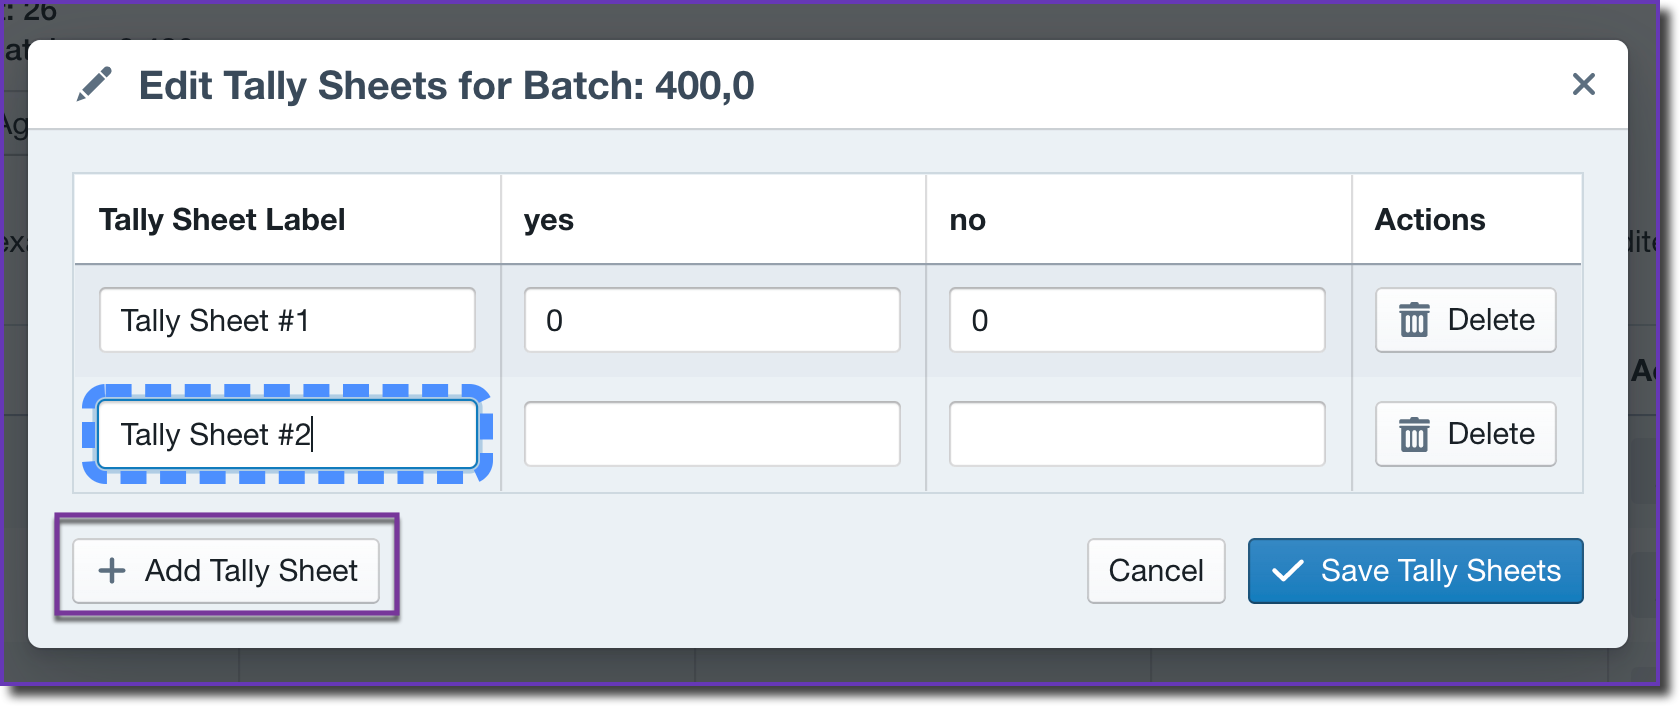 : 26
Edit Tally Sheets for Batch: 400,0
Tally Sheet Label yes no Actions
Tally Sheet #1 0 0 Delete
Tally Sheet #2 Delete
Add Tally Sheet Cancel Save Tally Sheets